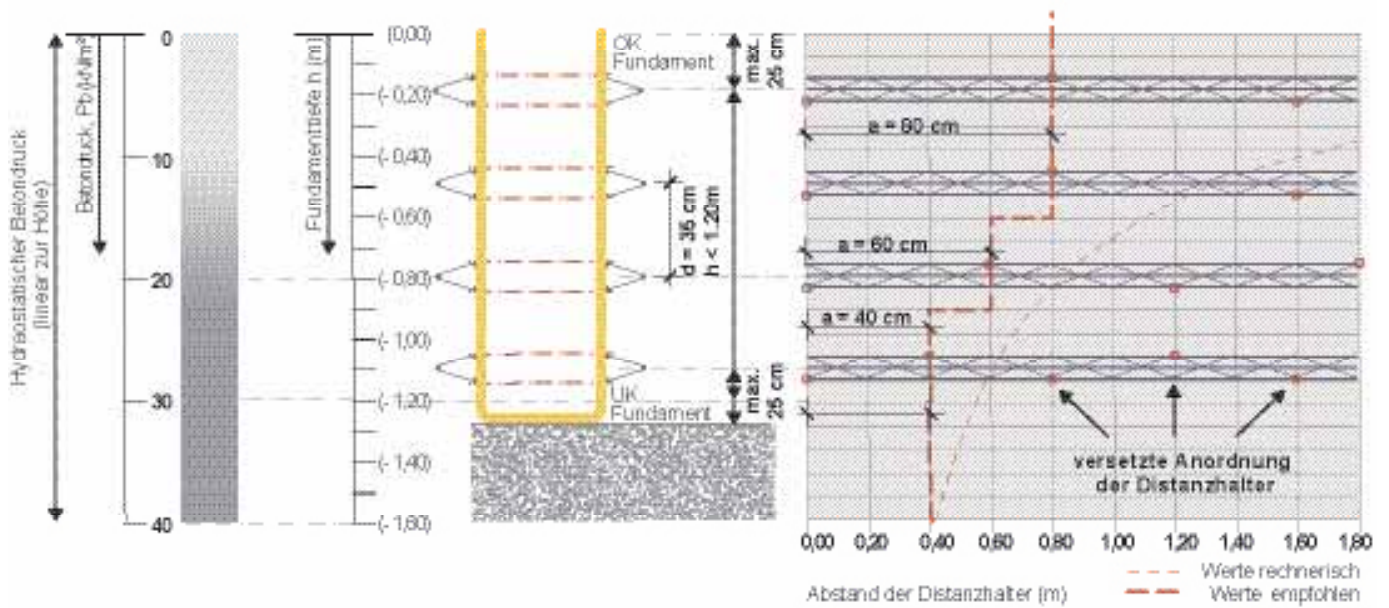 Hydraostatischer Betondruck
(linear zur Höhe)
Betondruck, Pb (kN/m²
0
10
20
30
40
Fundamenttiefe h (m)
(0,00)
(- 0,20)
(- 0,40)
(- 0,60)
(- 0,80)
(- 1,00)
(- 1,20)
(- 1,40)
(- 1,60)
OK
Fundament
UK
Fundament
max.
25 cm
d = 35 cm
h < 1.20m
max.
25 cm
a = 80 cm
a = 60 cm
a = 40 cm
versetzte Anordnung
der Distanzhalter
0,00 0,20 0,40 0,60 0,80 1,00 1,20 1,40 1,60 1,80
Abstand der Distanzhalter (m)
Werte rechnerisch
Werte empfohlen